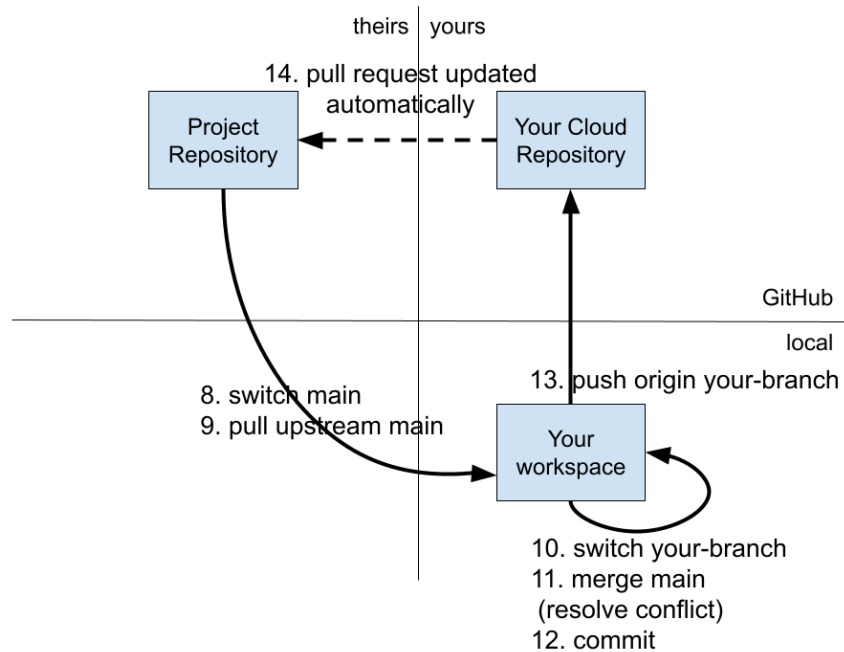 theirs yours
14. pull request updated
automatically
Project
Repository
Your Cloud
Repository
GitHub
local
8. switch main
9. pull upstream main
13. push origin your-branch
Your
workspace
10. switch your-branch
11. merge main
(resolve conflict)
12. commit